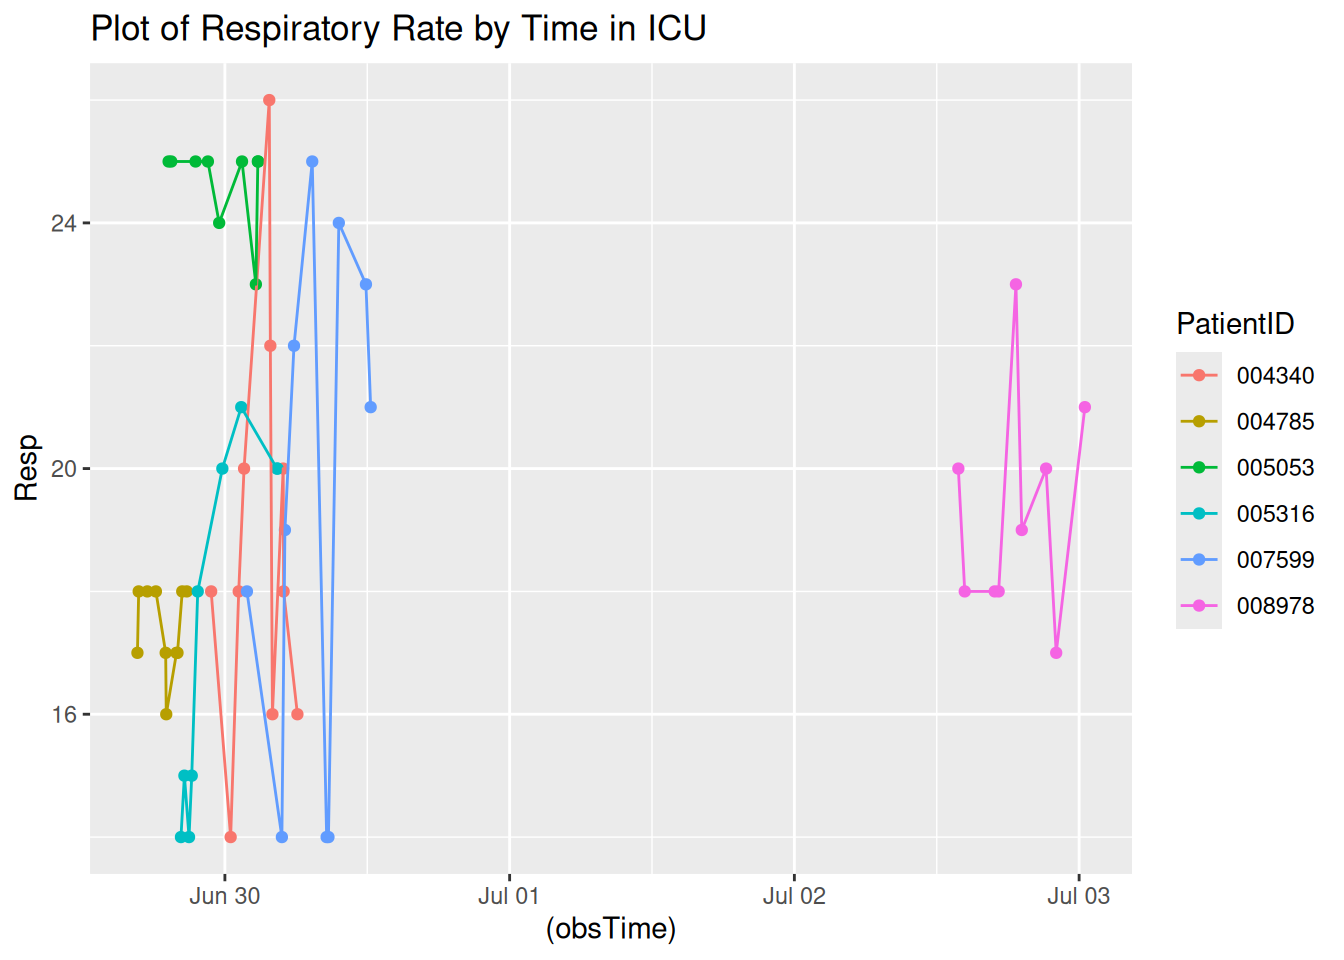 Plot of Respiratory Rate by Time in ICU
Resp
24
20
16
Jun 30
Jul 01
Jul 02
Jul 03
(obsTime)
PatientID
004340
004785
005053
005316
007599
008978